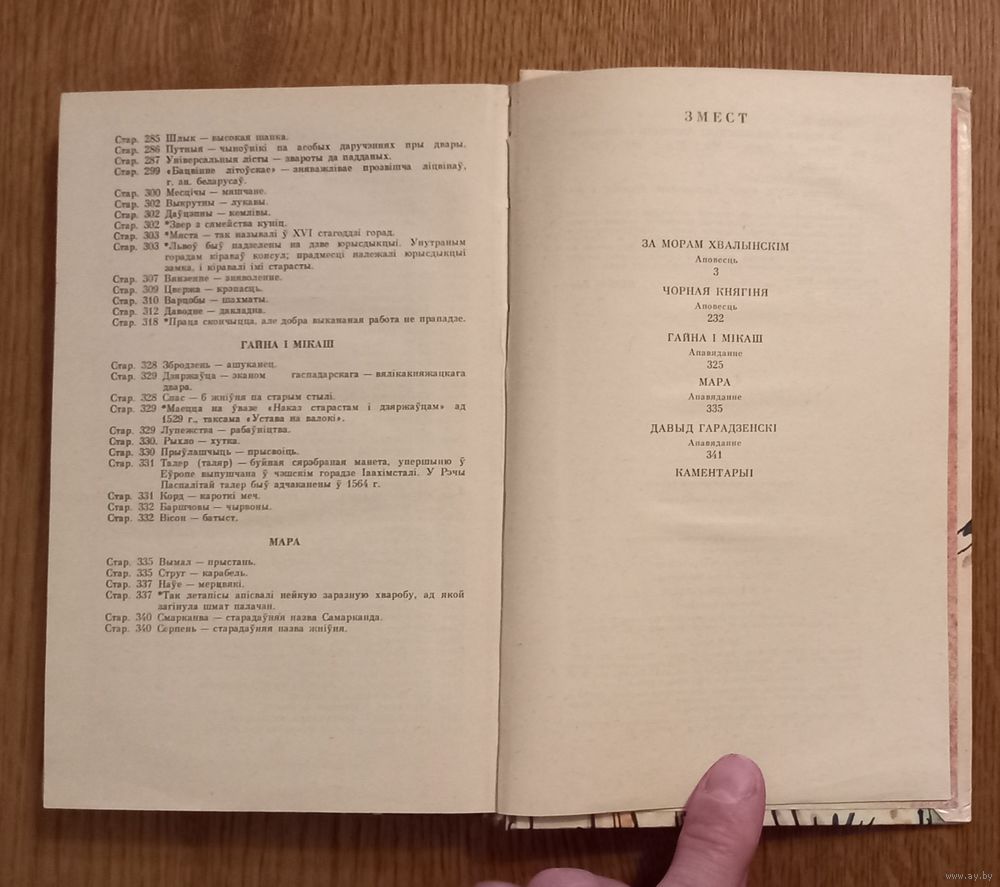 Стар. 285 Шлык — высокая шапка.
Стар. 286 Путныя — чыноўнікі па асобых даручэннях пры двары.
Стар. 287 Універсальныя лісты — звароты да падданых.
Стар. 299 «Бацвінне літоўскае» — зняважлівае прозвішча ліцвінаў,
г. зн. беларусаў.
Стар. 300 Месцічы — мяшчане.
Стар. 302 Выкрутны — лукавы.
Стар. 302 Даўцэпны — кемлівы.
Стар. 302 *Звер з сямейства куніц.
Стар. 303 *Мяста — так называлі ў XVI стагоддзі горад.
Стар. 303 *Львоў быў падзелены на дзве юрысдыкцыі. Унутраным
горадам кіраваў консул; прадмесці належалі юрысдыкцыі
замка, і кіравалі імі старасты.
Стар. 307 Вязэнне — зняволенне.
Стар. 309 Цвержа — крэпасць.
Стар. 310 Варцобы — шахматы.
Стар. 312 Даводне — дакладна.
Стар. 318 *Праца скончыцца, але добра выкананая работа не прападзе.
ГАЙНА І МІКАШ
Стар. 328 Збродзень — ашуканец.
Стар. 329 Дзяржаўца — эканом гаспадарскага — вялікакняжацкага
двара.
Стар. 328 Спас — 6 жніўня па старым стылі.
Стар. 329 *Маецца на ўвазе «Наказ старастам і дзяржаўцам» ад
1529 г., таксама «Устава на валокі».
Стар. 329 Лупежства — рабаўніцтва.
Стар. 330. Рыхло — хутка.
Стар. 330 Прыўлашчыць — прысвоіць.
Стар. 331 Талер (таляр) — буйная сярэбраная манета, упершыню ў
Еўропе выпушчана ў чэшскім горадзе Іаахімсталі. У Рэчы
Паспалітай талер быў адчаканены ў 1564 г.
Стар. 331 Корд — кароткі меч.
Стар. 332 Баршчовы — чырвоны.
Стар. 332 Вісон — батыст.
МАРА
Стар. 335 Вымал — прыстань.
Стар. 335 Струг — карабель.
Стар. 337 Наўе — мерцвякі.
Стар. 337 *Так летапісы апісвалі нейкую заразную хваробу, ад якой
загінула шмат палачан.
Стар. 340 Смарканда — старадаўняя назва Самарканда.
Стар. 340 Серпень — старадаўняя назва жніўня.
ЗМЕСТ
ЗА МОРАМ ХВАЛЫНСКІМ
Аповесць
3
ЧОРНАЯ КНЯГІНЯ
Аповесць
232
ГАЙНА І МІКАШ
Апавяданне
325
МАРА
Апавяданне
335
ДАВЫД ГАРАДЗЕНСКІ
Апавяданне
341
КАМЕНТАРЫІ
www.ay.by